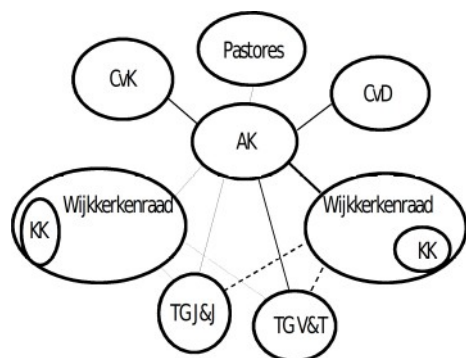 Pastores
CvK
CvD
AK
Wijkkerkenraad
KK
Wijkkerkenraad
KK
TG J&J
TG V&T